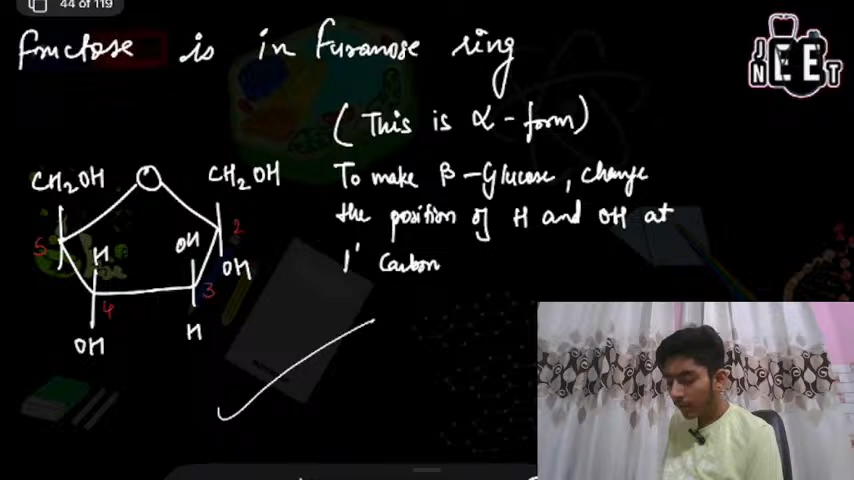 44 of 119
fructose is in furanose ring
J
NEET
(This is α-form)
CH2OH O CH2OH
To make β-Glucose, change
the position of H and OH at
1' Carbon
5 H OH 2
OH
4 3
OH H